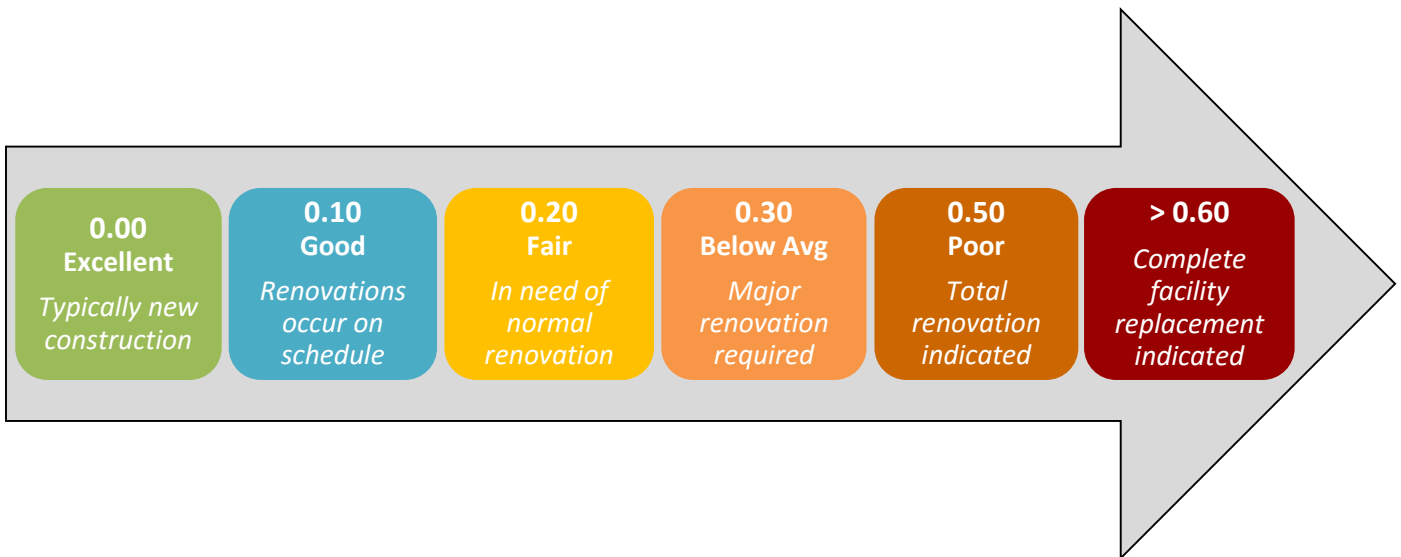 0.00
Excellent
Typically new
construction
0.10
Good
Renovations
occur on
schedule
0.20
Fair
In need of
normal
renovation
0.30
Below Avg
Major
renovation
required
0.50
Poor
Total
renovation
indicated
> 0.60
Complete
facility
replacement
indicated